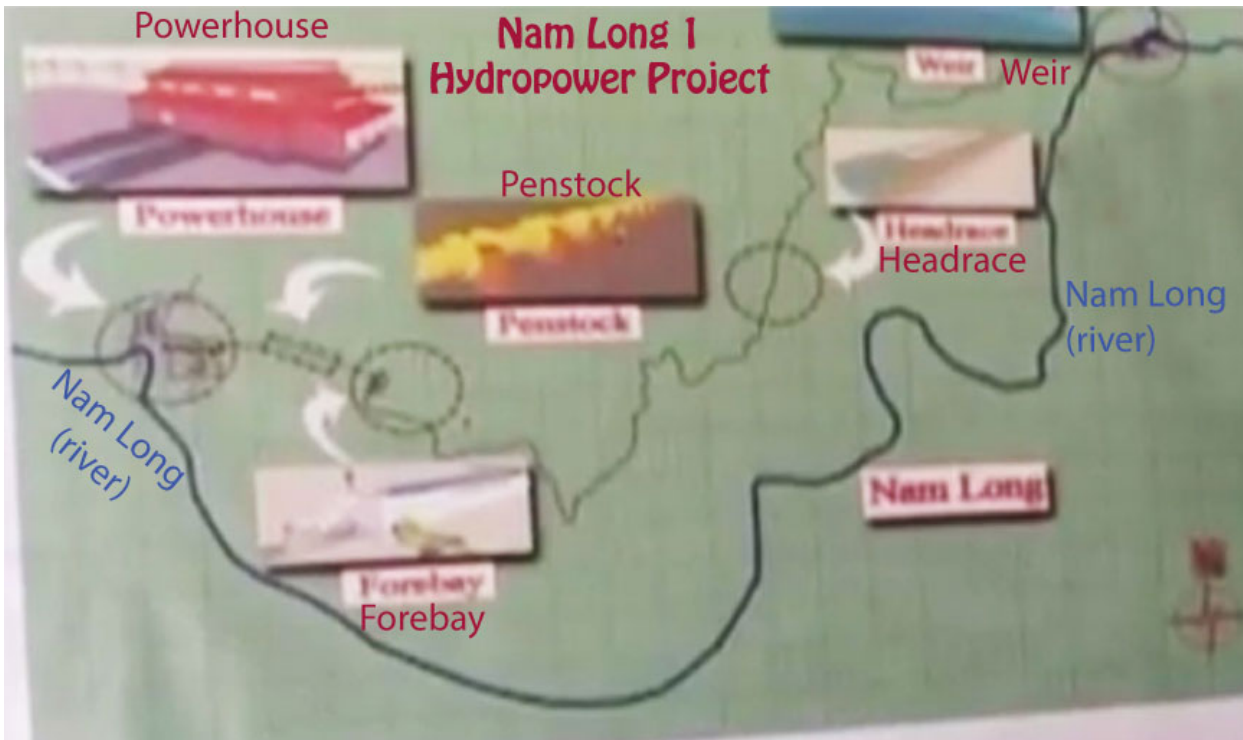 Powerhouse
Nam Long 1
Hydropower Project
Weir
Weir
Powerhouse
Penstock
Headrace
Headrace
Penstock
Nam Long
(river)
Nam Long
(river)
Nam Long
Forebay
Forebay
N